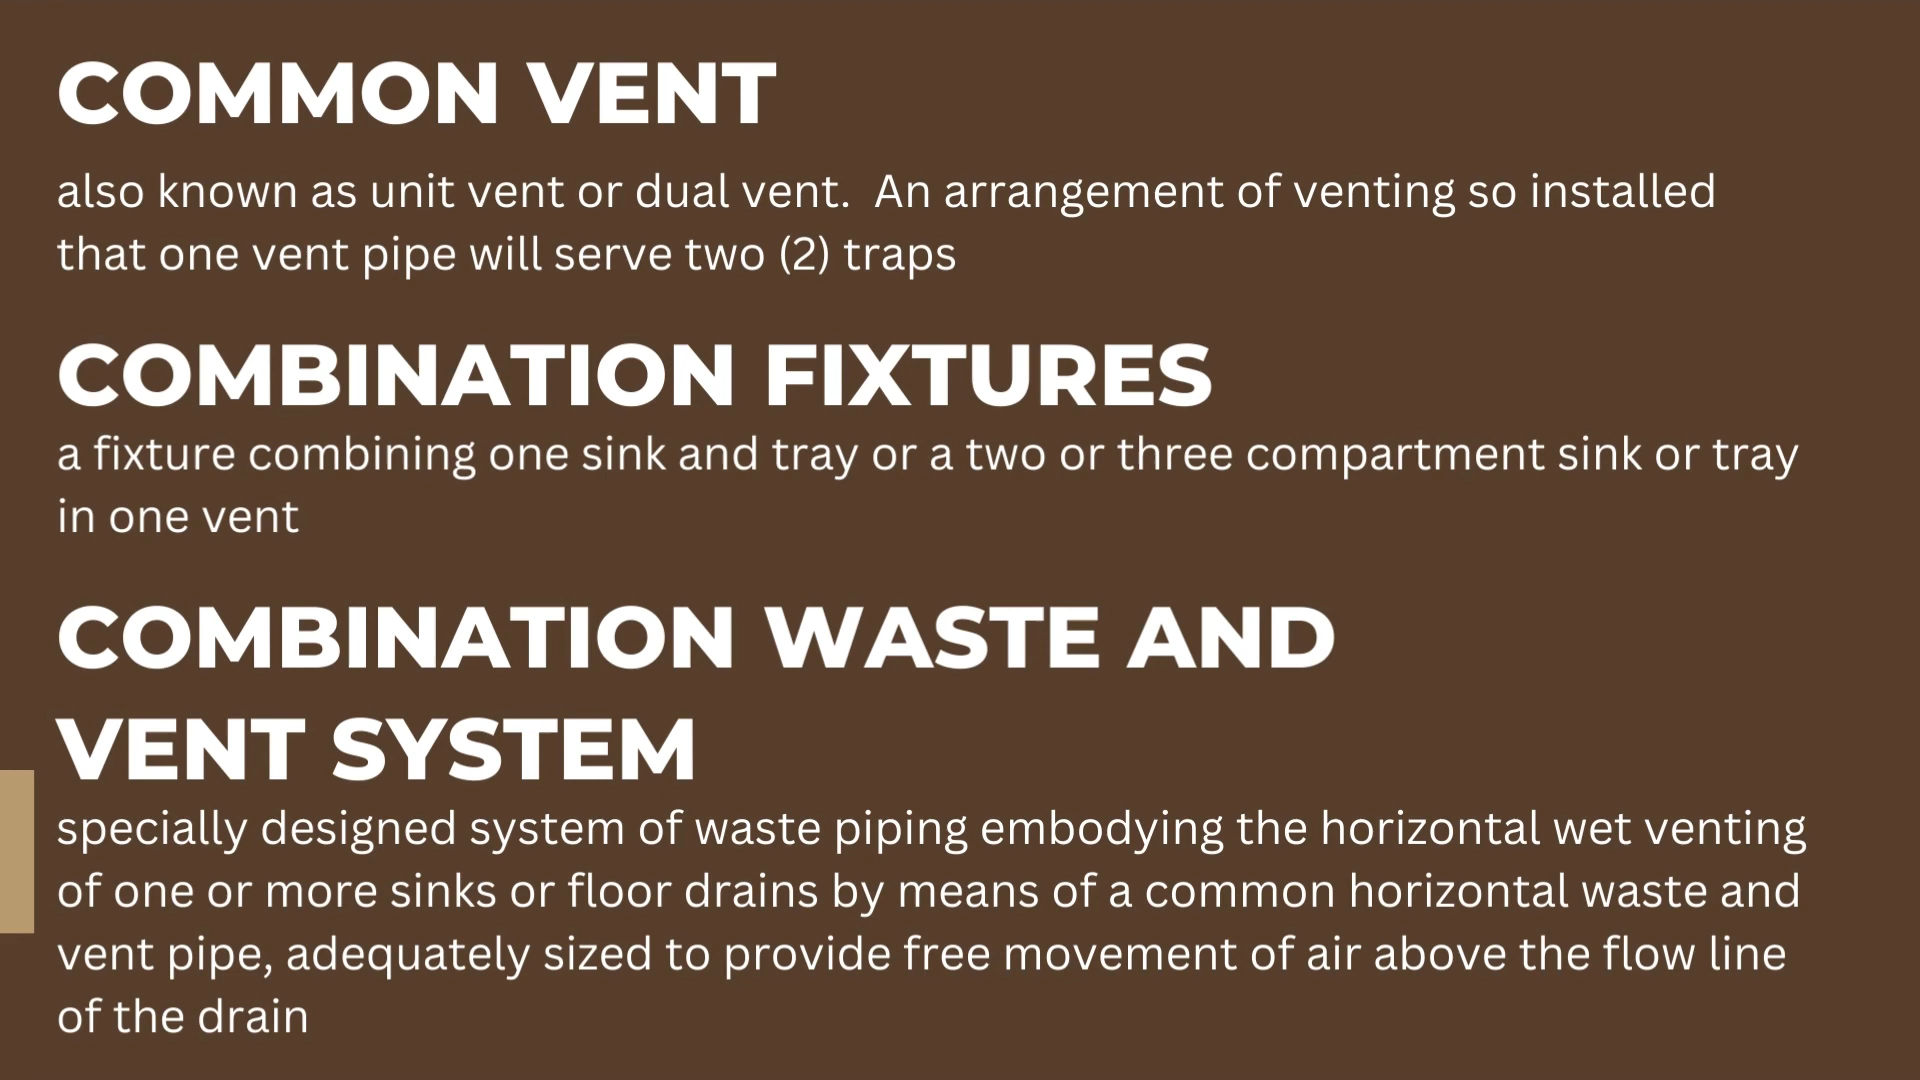 COMMON VENT
also known as unit vent or dual vent.  An arrangement of venting so installed
that one vent pipe will serve two (2) traps
COMBINATION FIXTURES
a fixture combining one sink and tray or a two or three compartment sink or tray
in one vent
COMBINATION WASTE AND
VENT SYSTEM
specially designed system of waste piping embodying the horizontal wet venting
of one or more sinks or floor drains by means of a common horizontal waste and
vent pipe, adequately sized to provide free movement of air above the flow line
of the drain